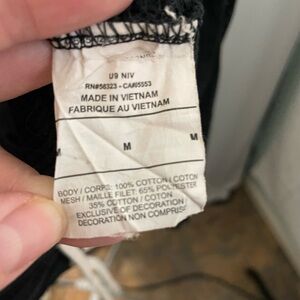 U9 NIV
RN#56323 - CA#05553
MADE IN VIETNAM
FABRIQUE AU VIETNAM
M M M
BODY / CORPS: 100% COTTON / COTON
MESH / MAILLE FILET: 65% POLYESTER
35% COTTON / COTON
EXCLUSIVE OF DECORATION
DECORATION NON COMPRISE